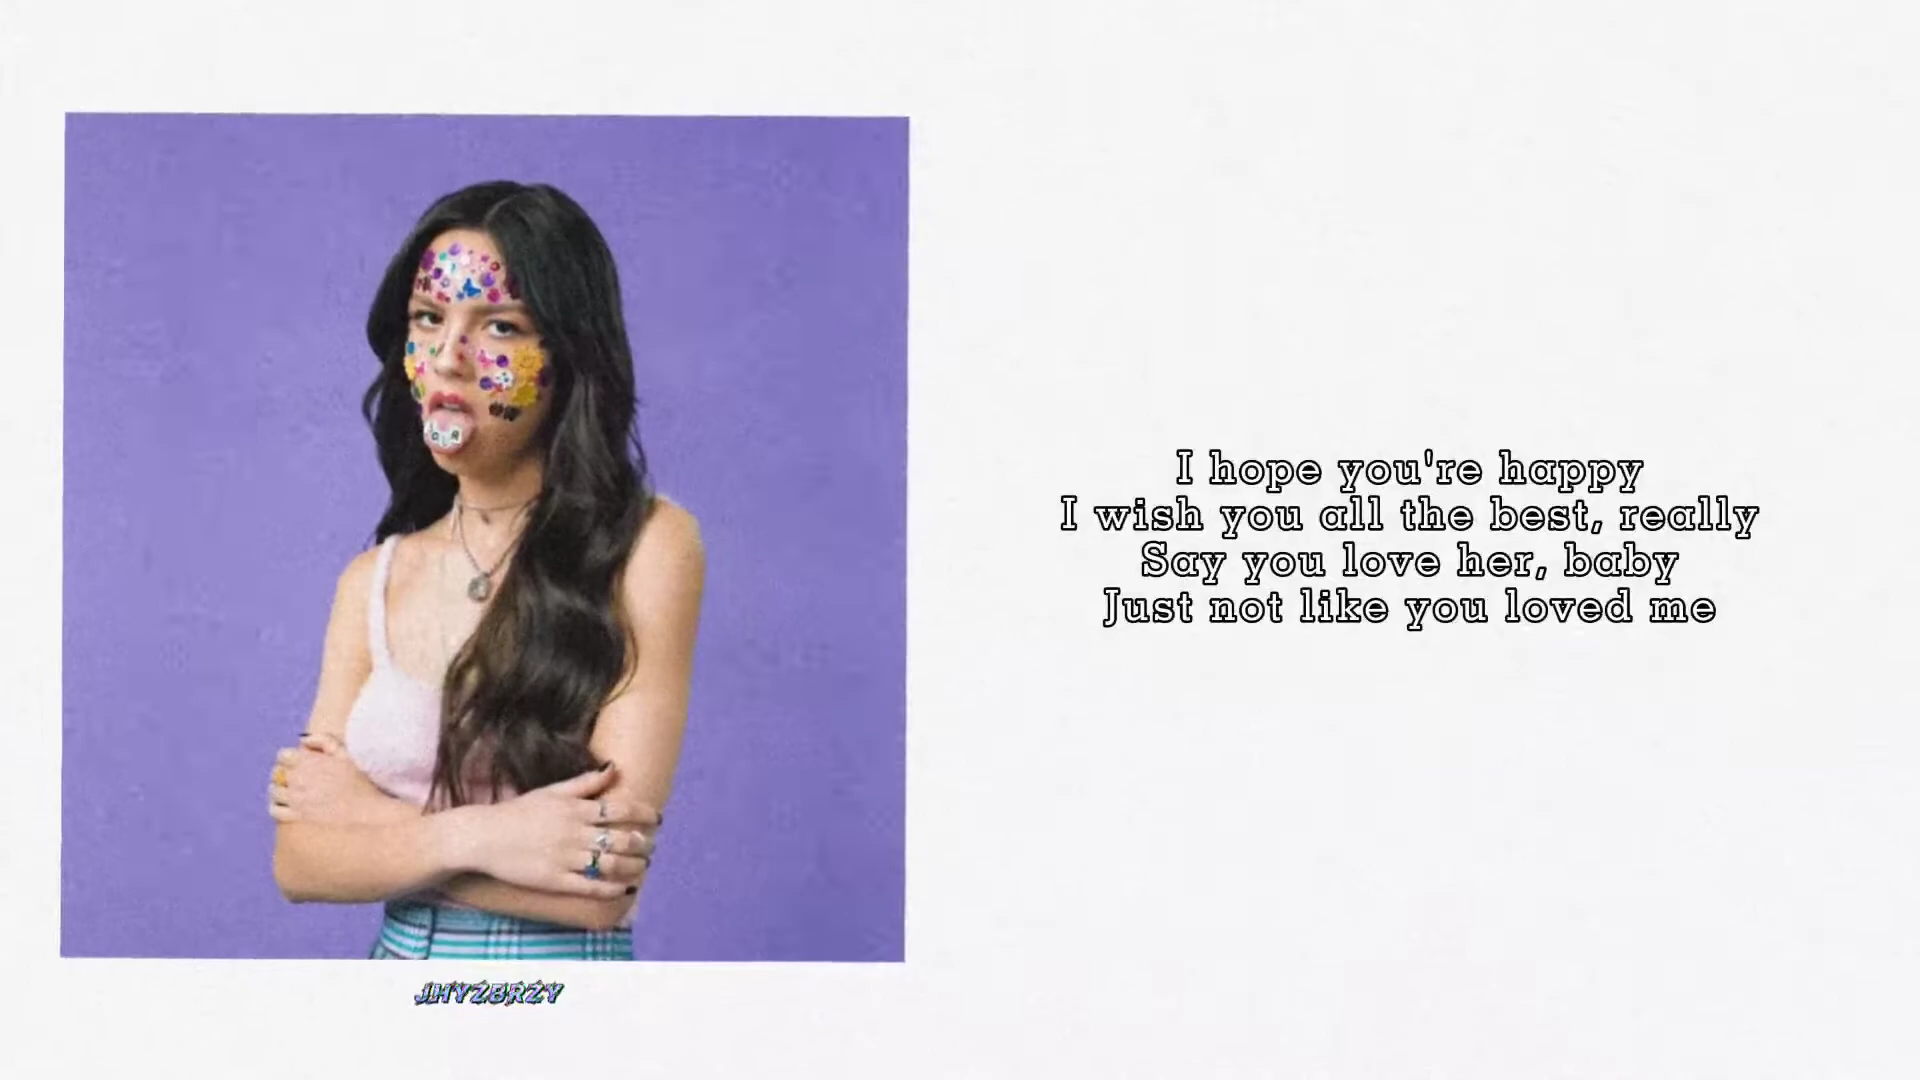 I hope you're happy
I wish you all the best, really
Say you love her, baby
Just not like you loved me
JHYZBRZY